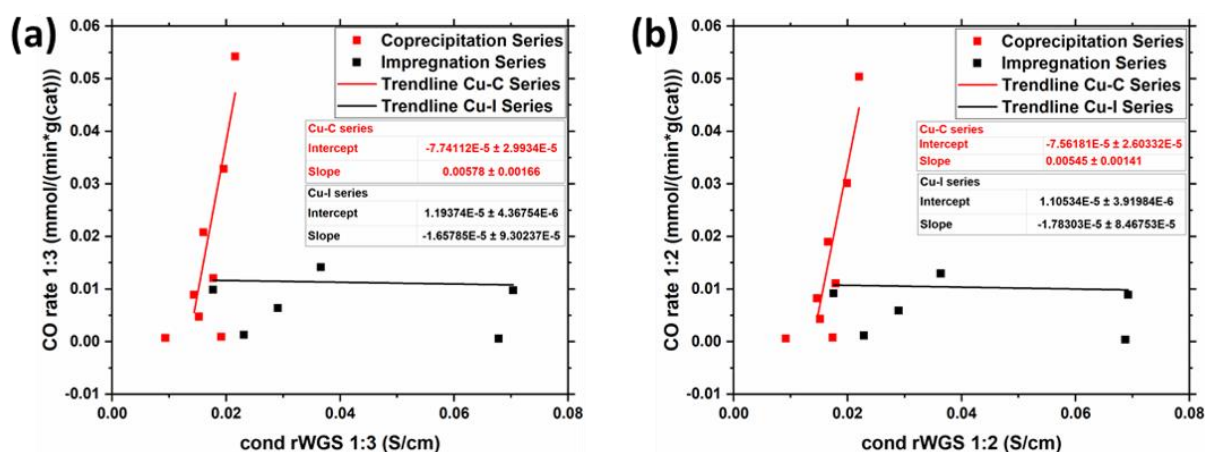 (a)
CO rate 1:3 (mmol/(min*g(cat)))
0.06
0.05
0.04
0.03
0.02
0.01
0.00
-0.01
Coprecipitation Series
Impregnation Series
Trendline Cu-C Series
Trendline Cu-I Series
Cu-C series
Intercept -7.74112E-5 ± 2.9934E-5
Slope 0.00578 ± 0.00166
Cu-I series
Intercept 1.19374E-5 ± 4.36754E-6
Slope -1.65785E-5 ± 9.30237E-5
0.00 0.02 0.04 0.06 0.08
cond rWGS 1:3 (S/cm)
(b)
CO rate 1:2 (mmol/(min*g(cat)))
0.06
0.05
0.04
0.03
0.02
0.01
0.00
-0.01
Coprecipitation Series
Impregnation Series
Trendline Cu-C Series
Trendline Cu-I Series
Cu-C series
Intercept -7.56181E-5 ± 2.60332E-5
Slope 0.00545 ± 0.00141
Cu-I series
Intercept 1.10534E-5 ± 3.91984E-6
Slope -1.78303E-5 ± 8.46753E-5
0.00 0.02 0.04 0.06 0.08
cond rWGS 1:2 (S/cm)